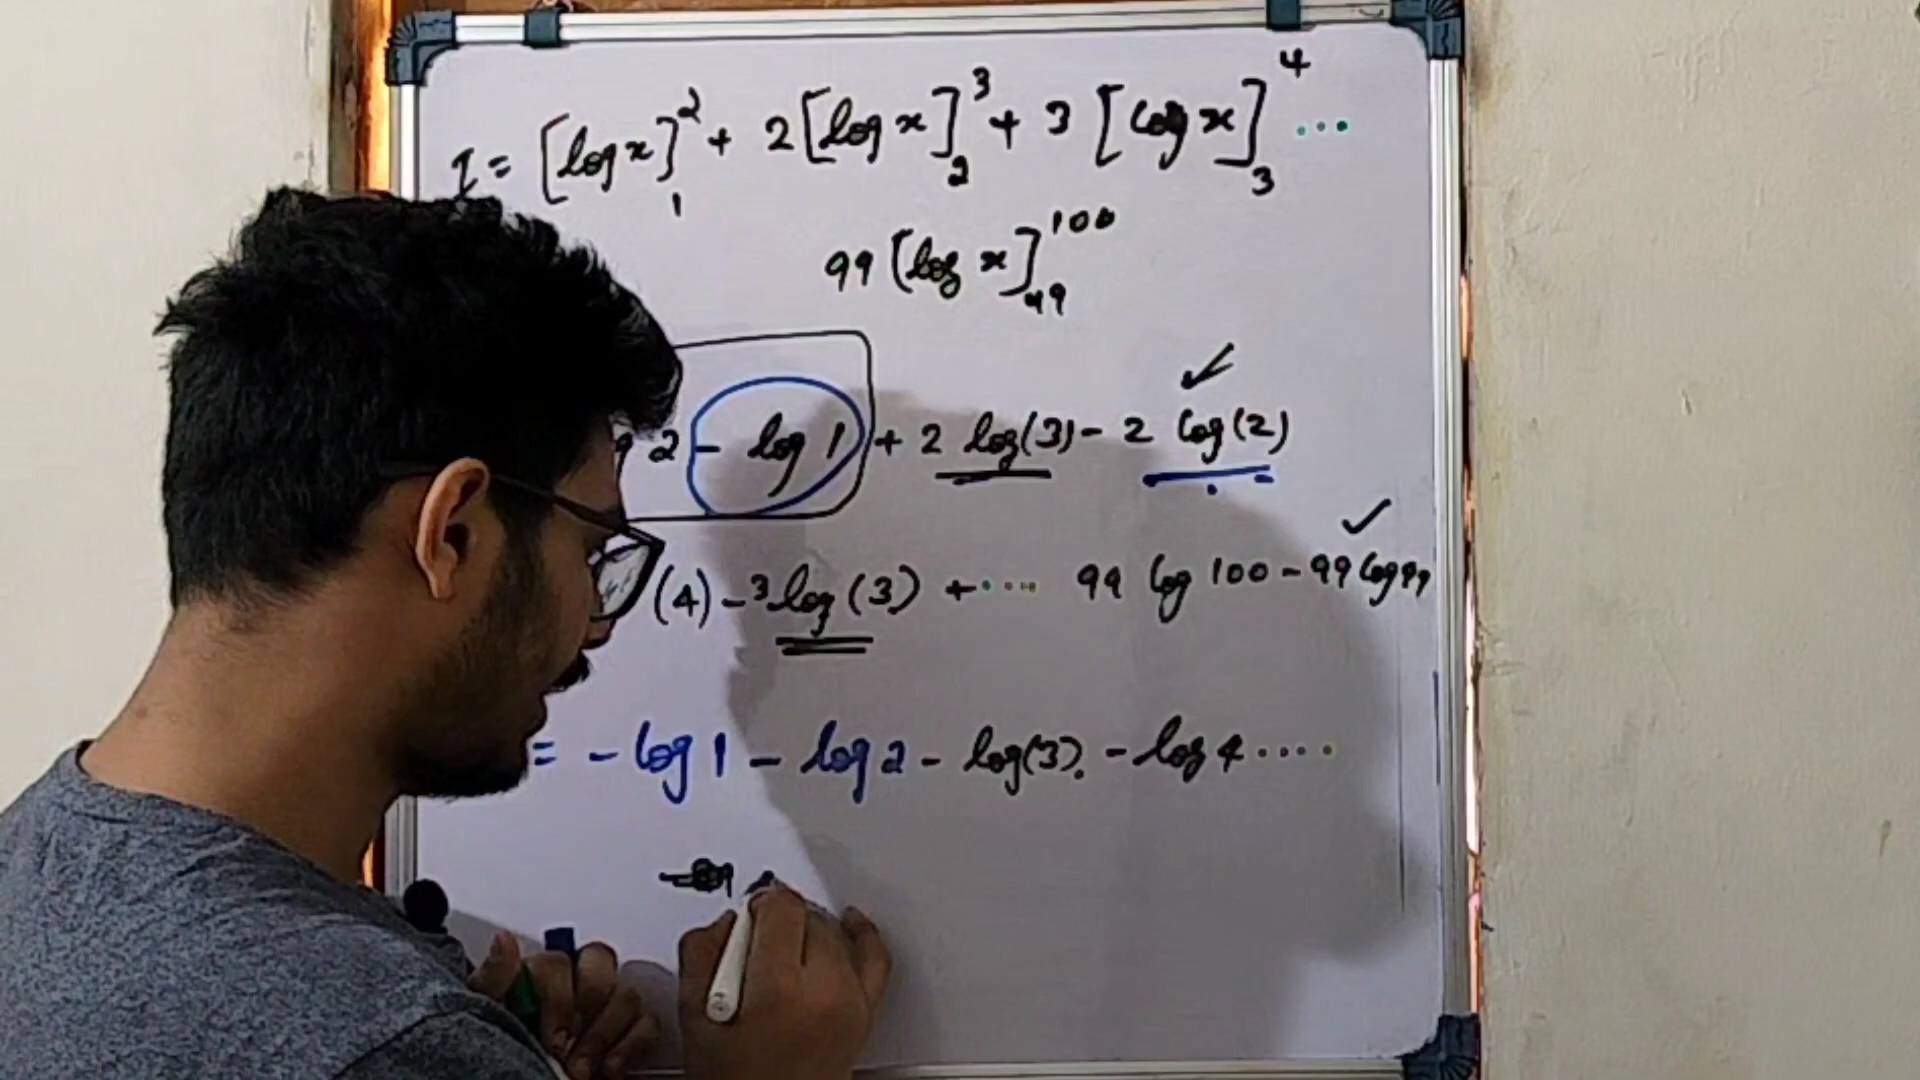 I = [log x]₁² + 2 [log x]₂³ + 3 [log x]₃⁴ ...
99 [log x]₉₉¹⁰⁰
2 - log 1 + 2 log(3) - 2 log(2)
(4) - 3 log (3) + .... 99 log 100 - 99 log 99
= - log 1 - log 2 - log(3). - log 4 ....